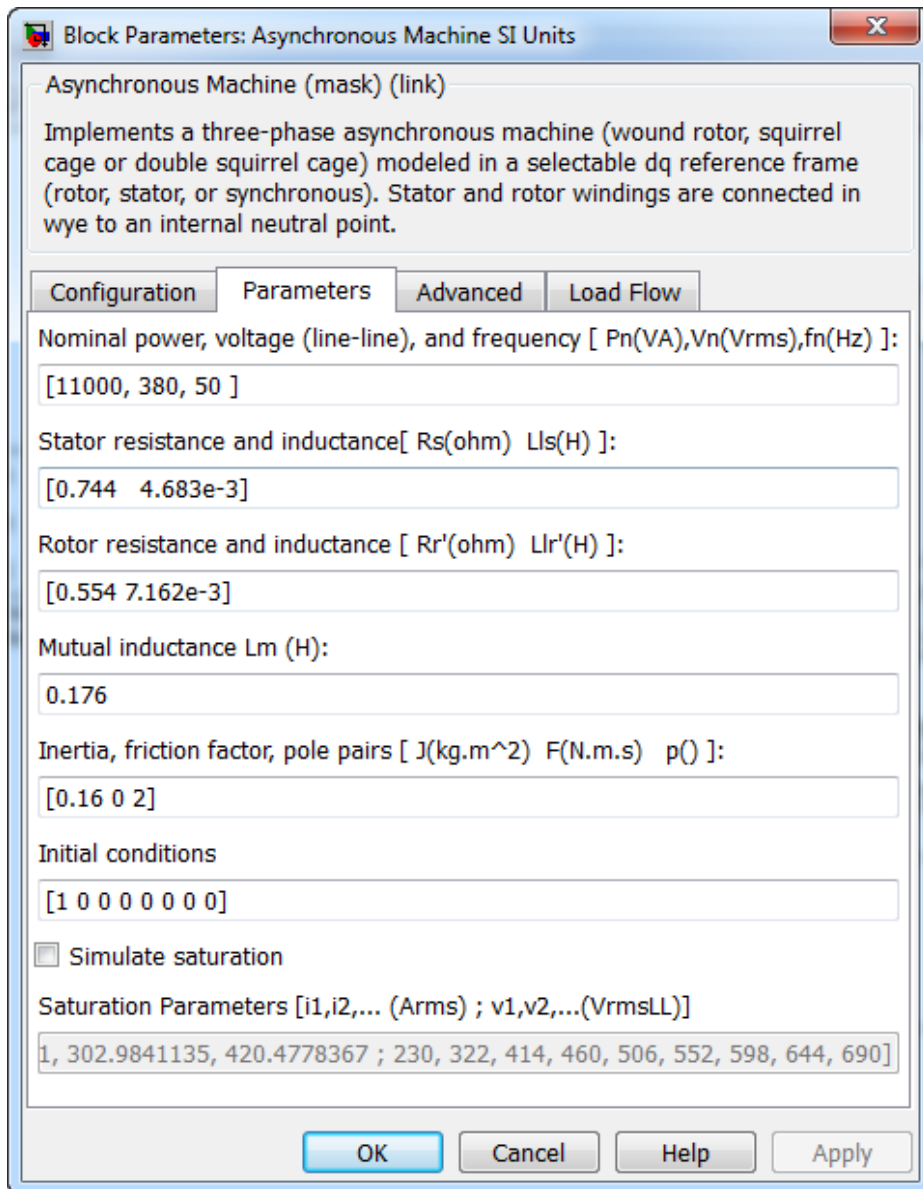 Block Parameters: Asynchronous Machine SI Units
Asynchronous Machine (mask) (link)
Implements a three-phase asynchronous machine (wound rotor, squirrel
cage or double squirrel cage) modeled in a selectable dq reference frame
(rotor, stator, or synchronous). Stator and rotor windings are connected in
wye to an internal neutral point.
Configuration Parameters Advanced Load Flow
Nominal power, voltage (line-line), and frequency [ Pn(VA),Vn(Vrms),fn(Hz) ]:
[11000, 380, 50 ]
Stator resistance and inductance[ Rs(ohm)  Lls(H) ]:
[0.744   4.683e-3]
Rotor resistance and inductance [ Rr'(ohm)  Llr'(H) ]:
[0.554 7.162e-3]
Mutual inductance Lm (H):
0.176
Inertia, friction factor, pole pairs [ J(kg.m^2)  F(N.m.s)   p() ]:
[0.16 0 2]
Initial conditions
[1 0 0 0 0 0 0 0]
Simulate saturation
Saturation Parameters [i1,i2,... (Arms) ; v1,v2,...(VrmsLL)]
1, 302.9841135, 420.4778367 ; 230, 322, 414, 460, 506, 552, 598, 644, 690]
OK Cancel Help Apply